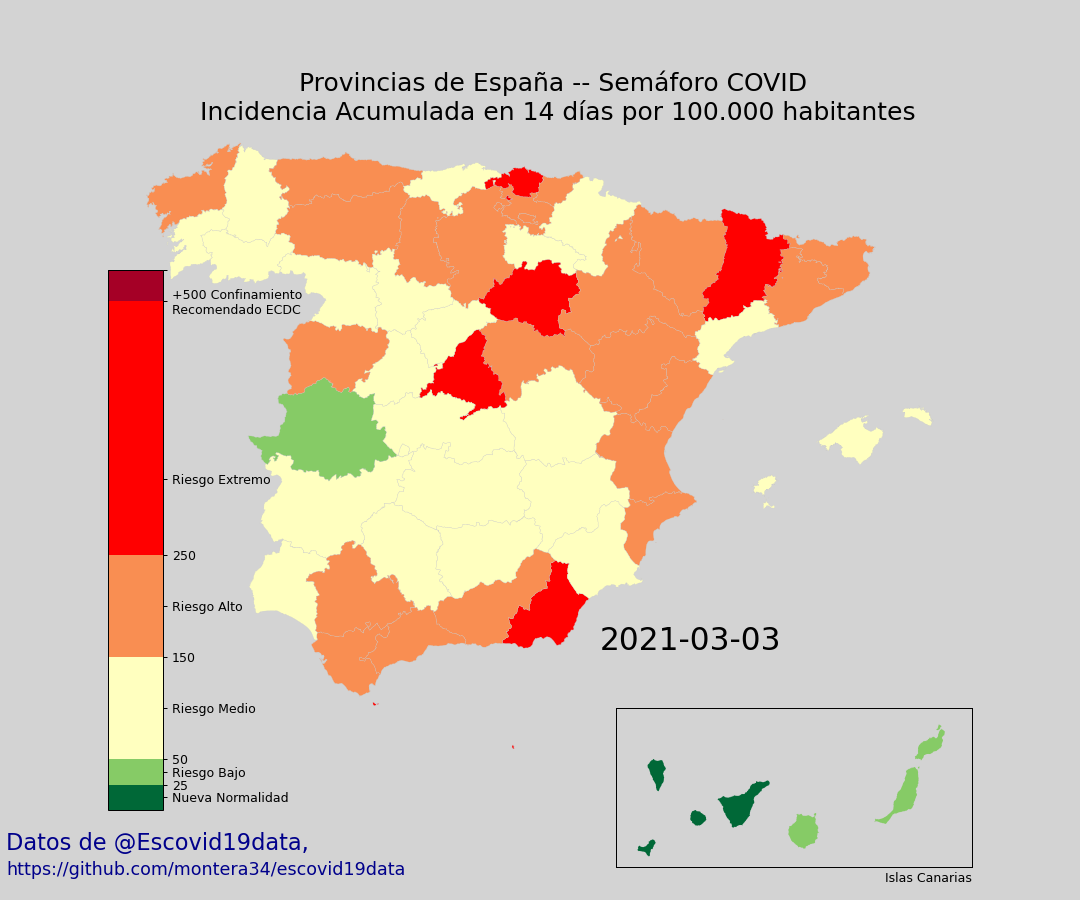 Provincias de España -- Semáforo COVID
Incidencia Acumulada en 14 días por 100.000 habitantes
+500 Confinamiento
Recomendado ECDC
Riesgo Extremo
250
Riesgo Alto
150
Riesgo Medio
50
Riesgo Bajo
25
Nueva Normalidad
2021-03-03
Islas Canarias
Datos de @Escovid19data,
https://github.com/montera34/escovid19data